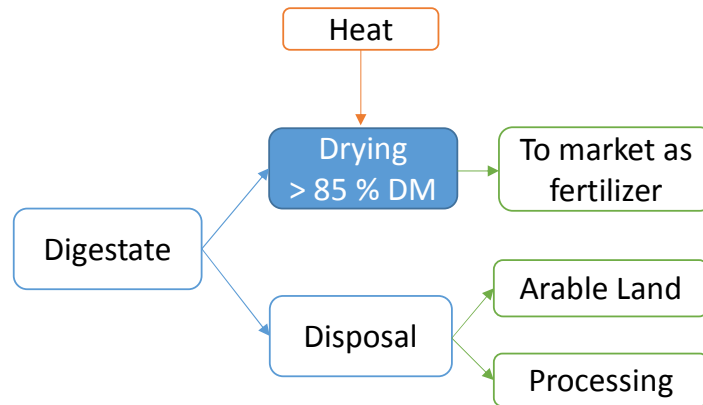 Heat
Drying
> 85 % DM
To market as
fertilizer
Digestate
Arable Land
Disposal
Processing